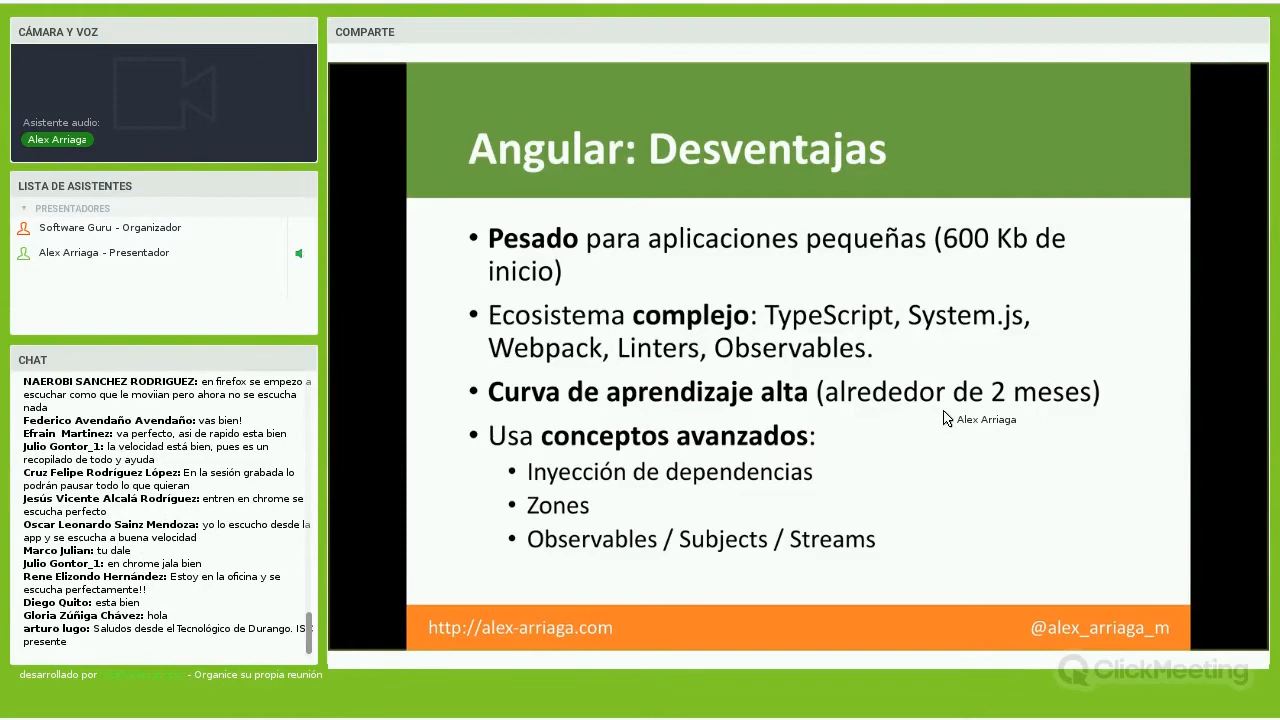 CÁMARA Y VOZ
Asistente audio:
Alex Arriaga
LISTA DE ASISTENTES
PRESENTADORES
Software Guru - Organizador
Alex Arriaga - Presentador
CHAT
NAEROBI SANCHEZ RODRIGUEZ: en firefox se empezo a
escuchar como que le moviian pero ahora no se escucha
nada
Federico Avendaño Avendaño: vas bien!
Efrain Martinez: va perfecto, asi de rapido esta bien
Julio Gontor_1: la velocidad está bien, pues es un
recopilado de todo y ayuda
Cruz Felipe Rodríguez López: En la sesión grabada lo
podrán pausar todo lo que quieran
Jesús Vicente Alcalá Rodríguez: entren en chrome se
escucha perfecto
Oscar Leonardo Sainz Mendoza: yo lo escucho desde la
app y se escucha a buena velocidad
Marco Julian: tu dale
Julio Gontor_1: en chrome jala bien
Rene Elizondo Hernández: Estoy en la oficina y se
escucha perfectamente!!
Diego Quito: esta bien
Gloria Zúñiga Chávez: hola
arturo lugo: Saludos desde el Tecnológico de Durango.
presente
desarrollado por - Organice su propia reunión
COMPARTE
Angular: Desventajas
• Pesado para aplicaciones pequeñas (600 Kb de
inicio)
• Ecosistema complejo: TypeScript, System.js,
Webpack, Linters, Observables.
• Curva de aprendizaje alta (alrededor de 2 meses)
Alex Arriaga
• Usa conceptos avanzados:
• Inyección de dependencias
• Zones
• Observables / Subjects / Streams
http://alex-arriaga.com
@alex_arriaga_m
ClickMeeting